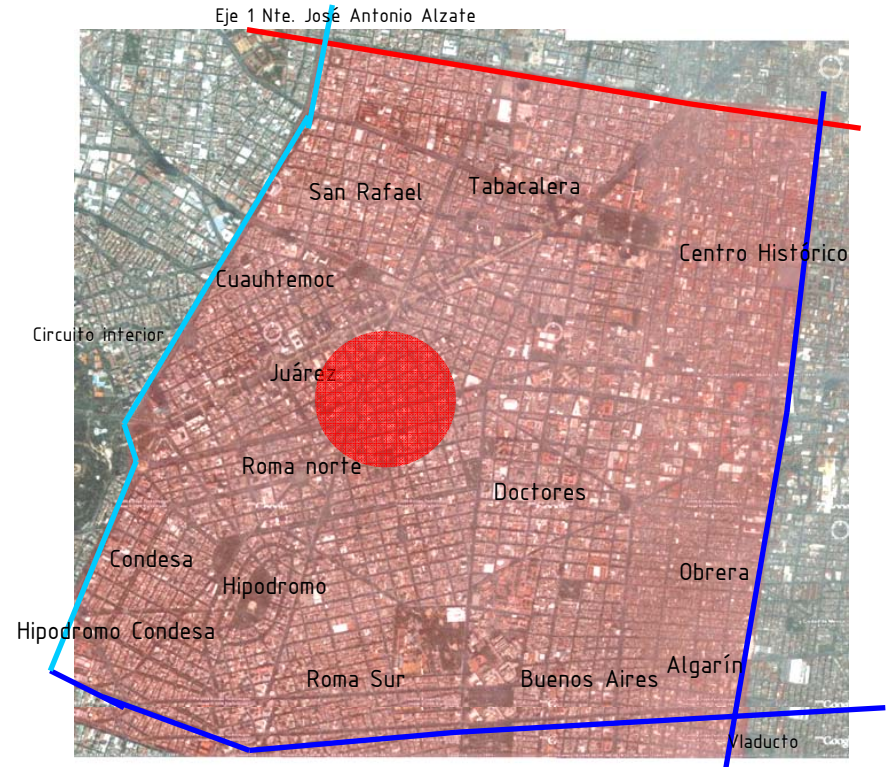 Eje 1 Nte. José Antonio Alzate
San Rafael
Tabacalera
Centro Histórico
Cuauhtemoc
Circuito interior
Juárez
Roma norte
Doctores
Condesa
Hipodromo
Obrera
Hipodromo Condesa
Roma Sur
Buenos Aires
Algarín
Viaducto